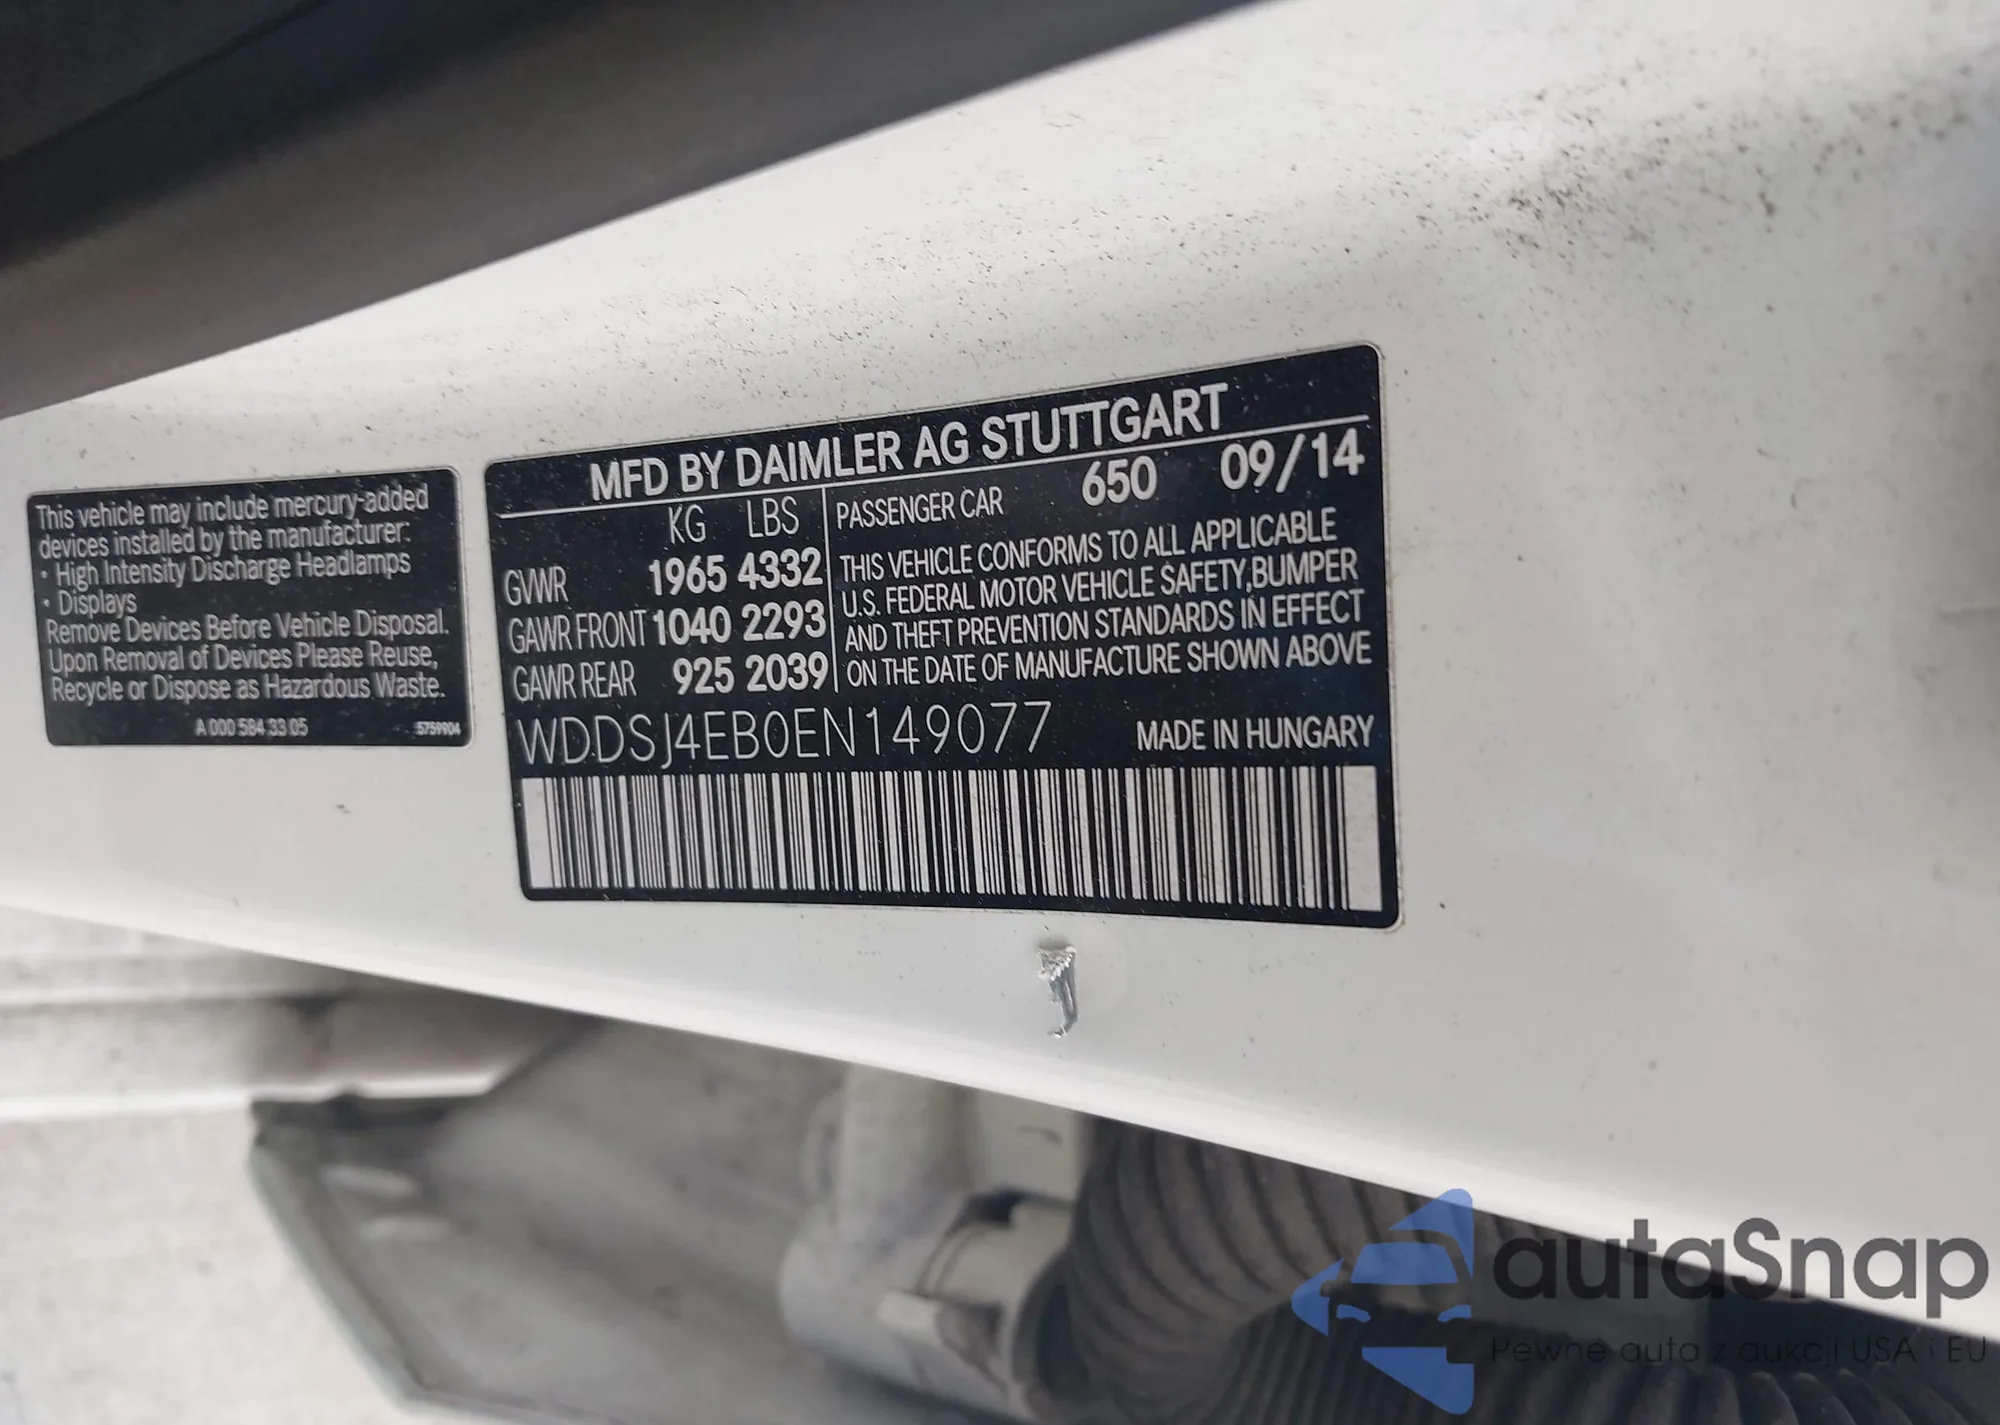 This vehicle may include mercury-added
devices installed by the manufacturer:
• High Intensity Discharge Headlamps
• Displays
Remove Devices Before Vehicle Disposal.
Upon Removal of Devices Please Reuse,
Recycle or Dispose as Hazardous Waste.
A 000 584 33 05 5759904
MFD BY DAIMLER AG STUTTGART
KG LBS
GVWR 1965 4332
GAWR FRONT 1040 2293
GAWR REAR 925 2039
PASSENGER CAR 650 09/14
THIS VEHICLE CONFORMS TO ALL APPLICABLE
U.S. FEDERAL MOTOR VEHICLE SAFETY,BUMPER
AND THEFT PREVENTION STANDARDS IN EFFECT
ON THE DATE OF MANUFACTURE SHOWN ABOVE
WDDSJ4EB0EN149077 MADE IN HUNGARY
autaSnap
Pewne auta z aukcji USA i EU